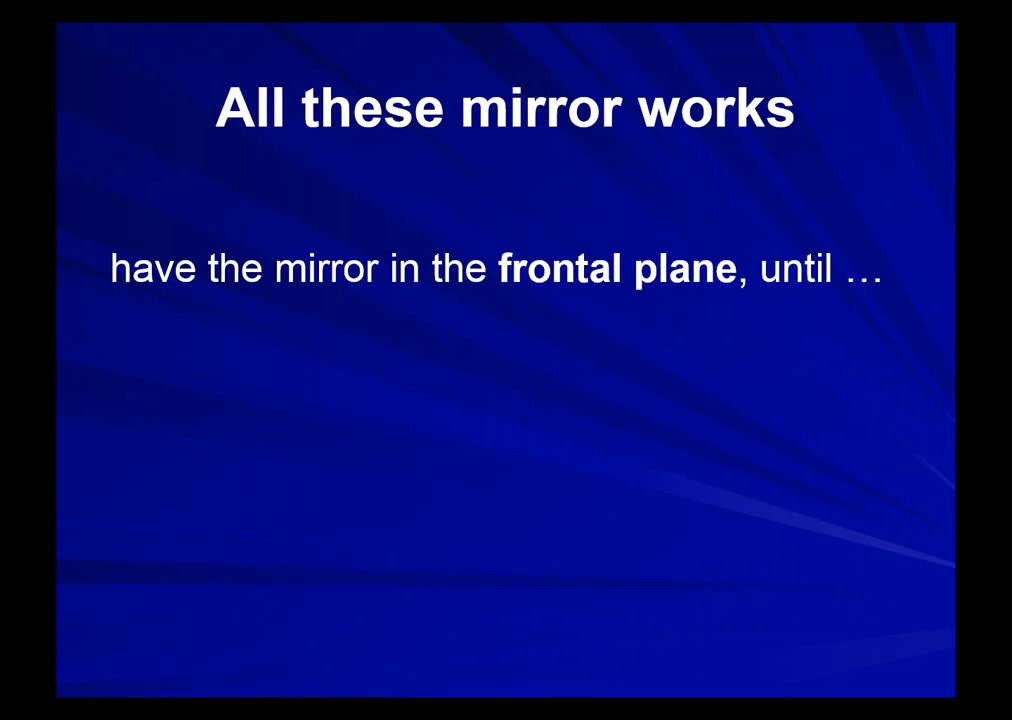 All these mirror works
have the mirror in the frontal plane, until …